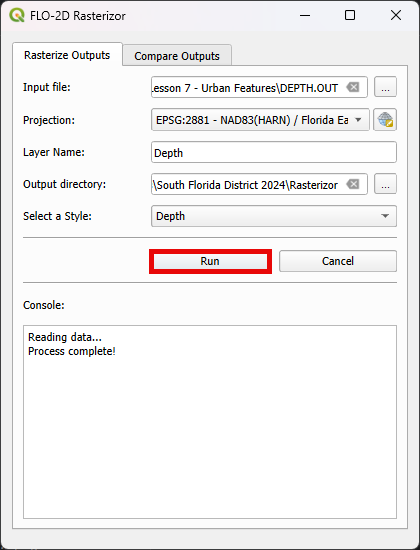 FLO-2D Rasterizor
Rasterize Outputs
Compare Outputs
Input file:
.esson 7 - Urban Features\DEPTH.OUT
...
Projection:
EPSG:2881 - NAD83(HARN) / Florida Ea
Layer Name:
Depth
Output directory:
\South Florida District 2024\Rasterizor
...
Select a Style:
Depth
Run
Cancel
Console:
Reading data...
Process complete!